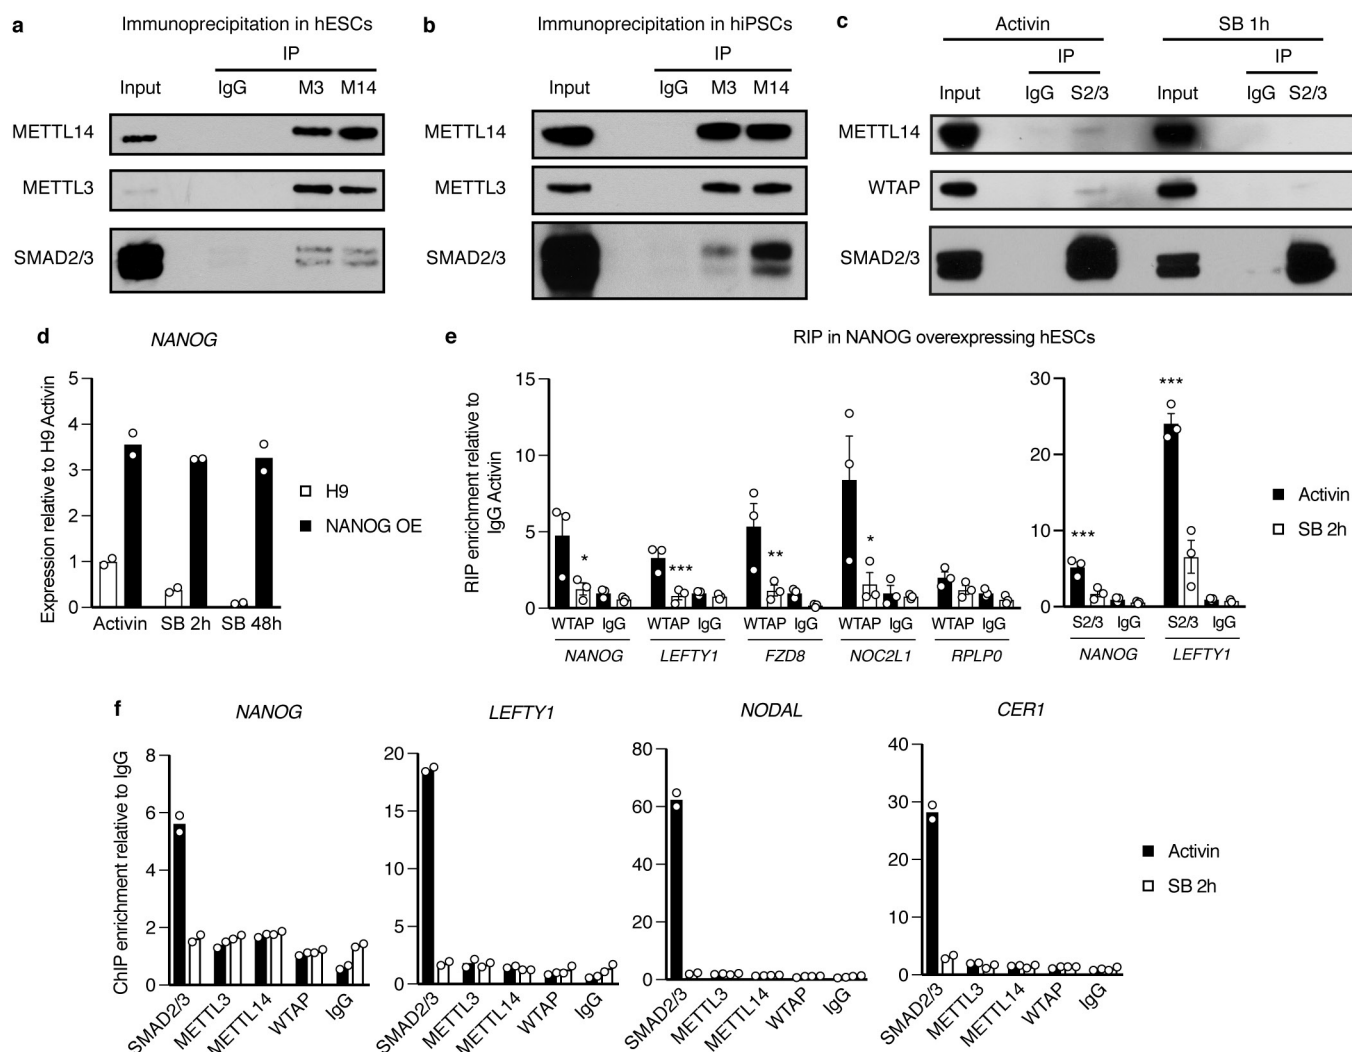 a
Immunoprecipitation in hESCs
IP
Input IgG M3 M14
METTL14
METTL3
SMAD2/3
b
Immunoprecipitation in hiPSCs
IP
Input IgG M3 M14
METTL14
METTL3
SMAD2/3
c
Activin SB 1h
IP IP
Input IgG S2/3 Input IgG S2/3
METTL14
WTAP
SMAD2/3
d
NANOG
Expression relative to H9 Activin
5
4
3
2
1
0
Activin SB 2h SB 48h
H9
NANOG OE
e
RIP in NANOG overexpressing hESCs
RIP enrichment relative to
IgG Activin
15
10
5
0
* *** ** *
WTAP IgG WTAP IgG WTAP IgG WTAP IgG WTAP IgG
NANOG LEFTY1 FZD8 NOC2L1 RPLP0
30
20
10
0
*** ***
S2/3 IgG S2/3 IgG
NANOG LEFTY1
Activin
SB 2h
f
ChIP enrichment relative to IgG
NANOG
8
6
4
2
0
SMAD2/3 METTL3 METTL14 WTAP IgG
LEFTY1
20
15
10
5
0
SMAD2/3 METTL3 METTL14 WTAP IgG
NODAL
80
60
40
20
0
SMAD2/3 METTL3 METTL14 WTAP IgG
CER1
40
30
20
10
0
SMAD2/3 METTL3 METTL14 WTAP IgG
Activin
SB 2h